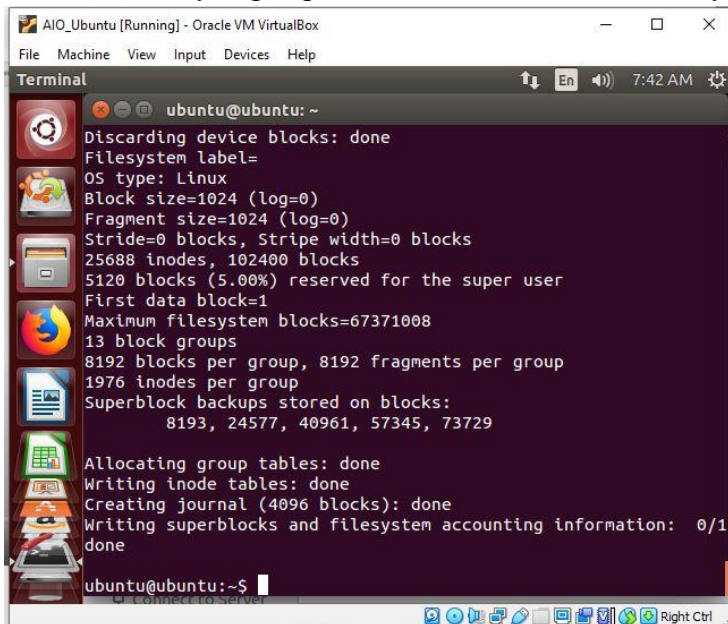 AIO_Ubuntu [Running] - Oracle VM VirtualBox
File Machine View Input Devices Help
Terminal En 7:42 AM
ubuntu@ubuntu: ~
Discarding device blocks: done
Filesystem label=
OS type: Linux
Block size=1024 (log=0)
Fragment size=1024 (log=0)
Stride=0 blocks, Stripe width=0 blocks
25688 inodes, 102400 blocks
5120 blocks (5.00%) reserved for the super user
First data block=1
Maximum filesystem blocks=67371008
13 block groups
8192 blocks per group, 8192 fragments per group
1976 inodes per group
Superblock backups stored on blocks:
8193, 24577, 40961, 57345, 73729
Allocating group tables: done
Writing inode tables: done
Creating journal (4096 blocks): done
Writing superblocks and filesystem accounting information: 0/1
done
ubuntu@ubuntu:~$
Connect to Server
Right Ctrl